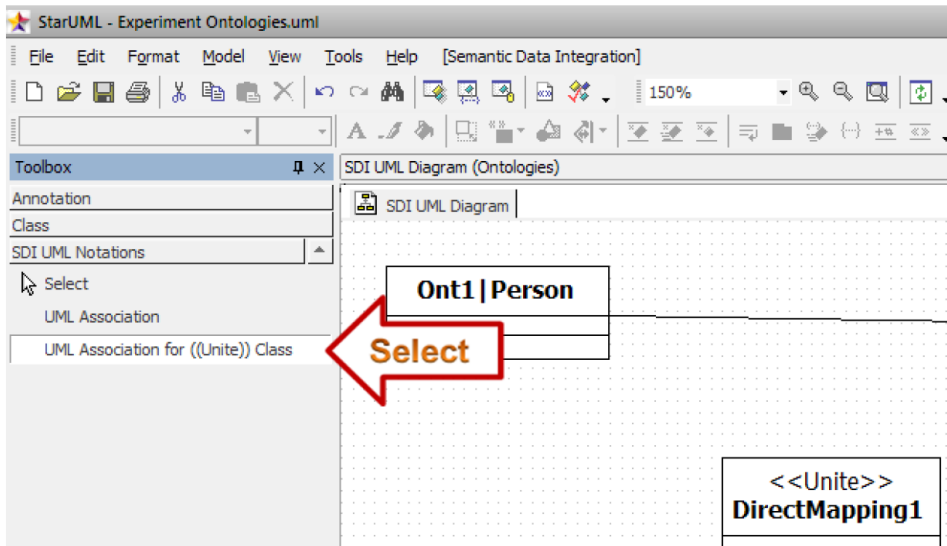 StarUML - Experiment Ontologies.uml
File Edit Format Model View Tools Help [Semantic Data Integration]
150%
Toolbox
SDI UML Diagram (Ontologies)
Annotation
SDI UML Diagram
Class
SDI UML Notations
Select
Ont1|Person
UML Association
UML Association for ((Unite)) Class
Select
<<Unite>>
DirectMapping1